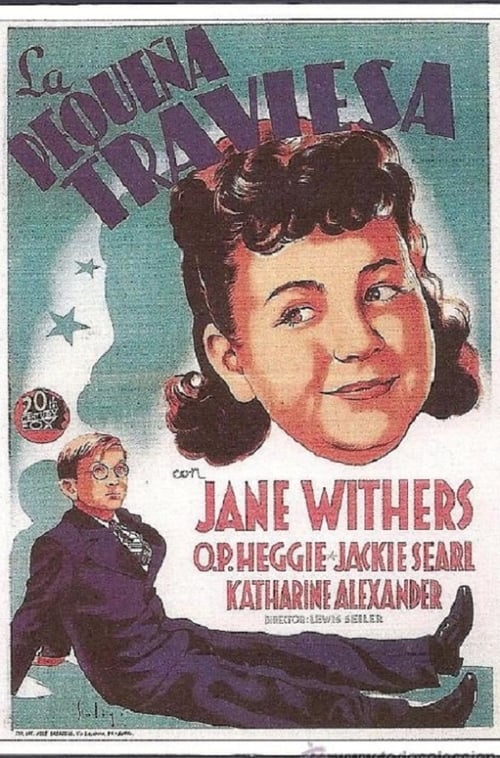 La
PEQUEÑA
TRAVIESA
20th
CENTURY
FOX
con
JANE WITHERS
O.P. HEGGIE · JACKIE SEARL
KATHARINE ALEXANDER
DIRECTOR: LEWIS SEILER